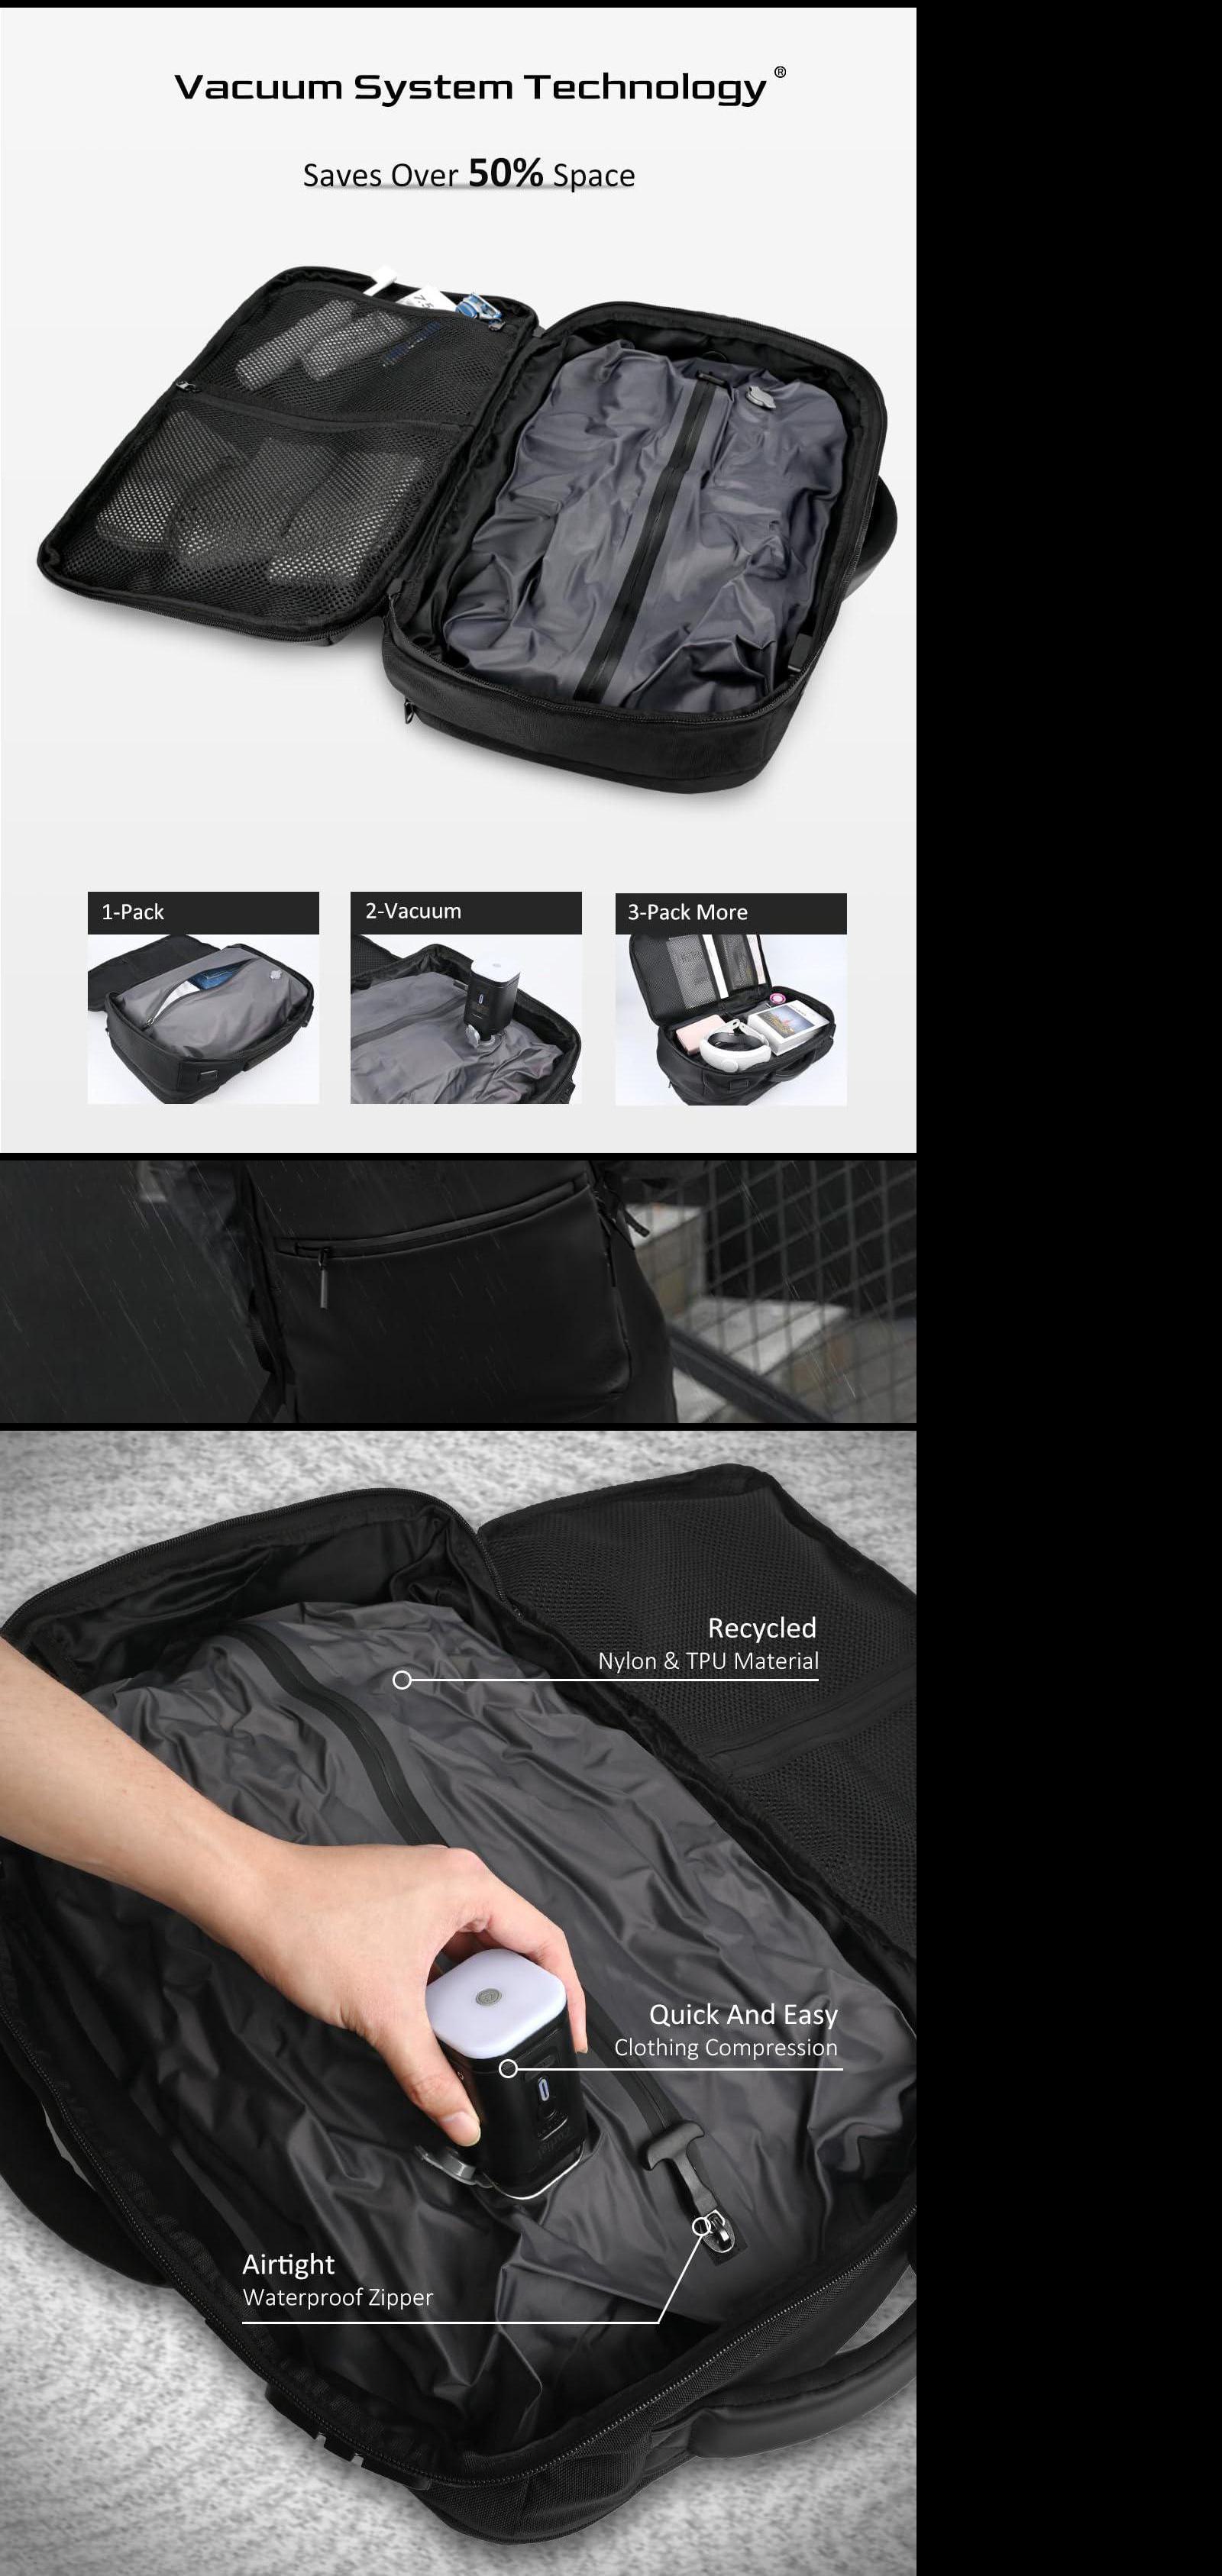 Vacuum System Technology®
Saves Over 50% Space
1-Pack
2-Vacuum
3-Pack More
Recycled
Nylon & TPU Material
Quick And Easy
Clothing Compression
Airtight
Waterproof Zipper